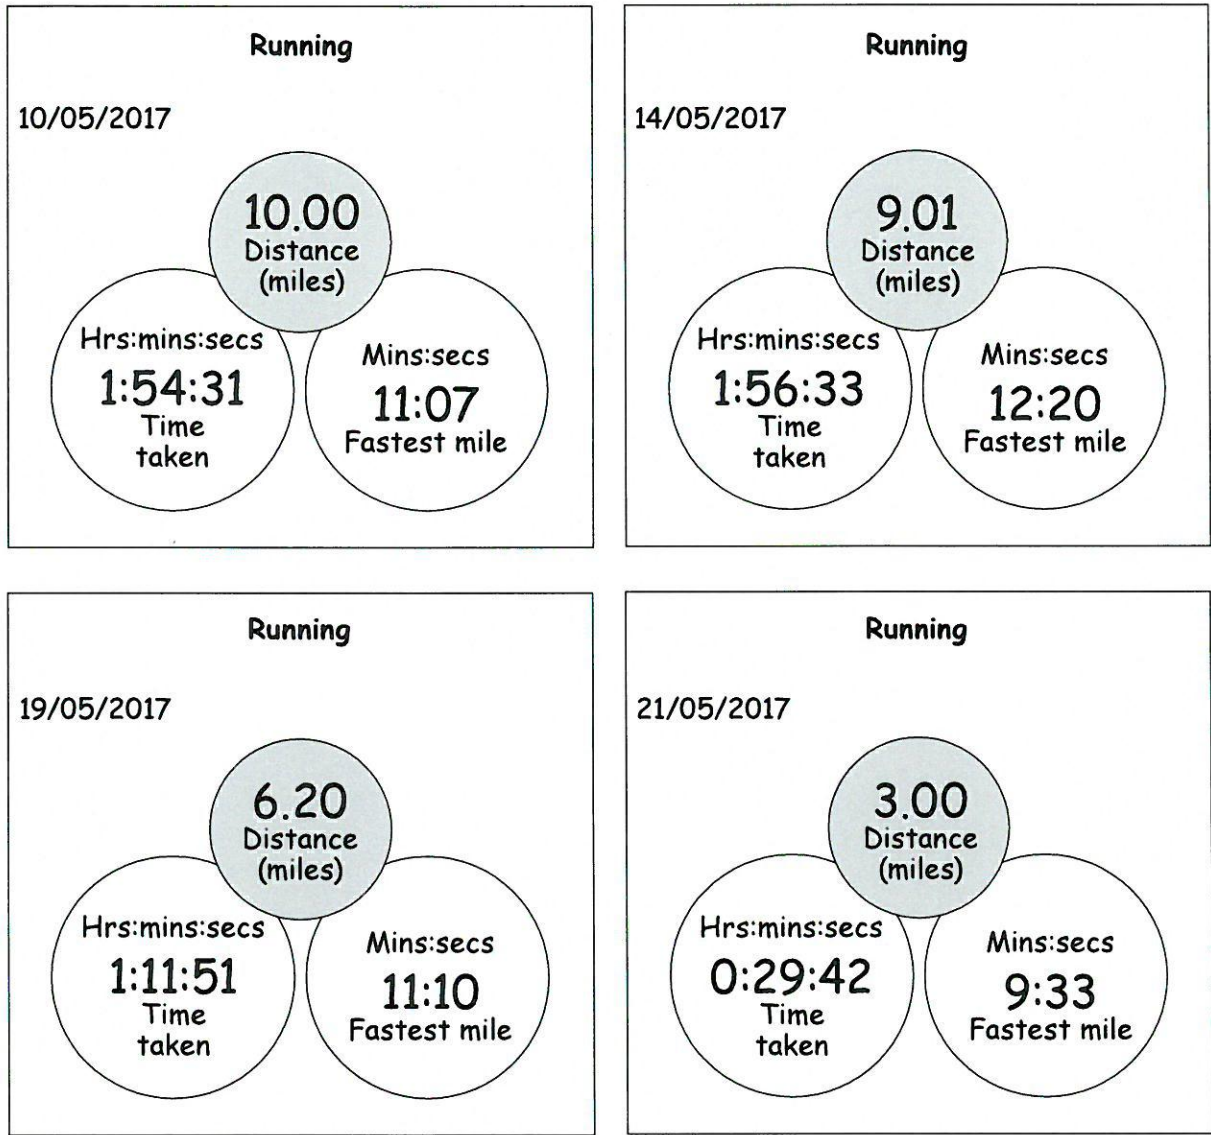 Running
10/05/2017
10.00
Distance
(miles)
Hrs:mins:secs
1:54:31
Time
taken
Mins:secs
11:07
Fastest mile
Running
14/05/2017
9.01
Distance
(miles)
Hrs:mins:secs
1:56:33
Time
taken
Mins:secs
12:20
Fastest mile
Running
19/05/2017
6.20
Distance
(miles)
Hrs:mins:secs
1:11:51
Time
taken
Mins:secs
11:10
Fastest mile
Running
21/05/2017
3.00
Distance
(miles)
Hrs:mins:secs
0:29:42
Time
taken
Mins:secs
9:33
Fastest mile